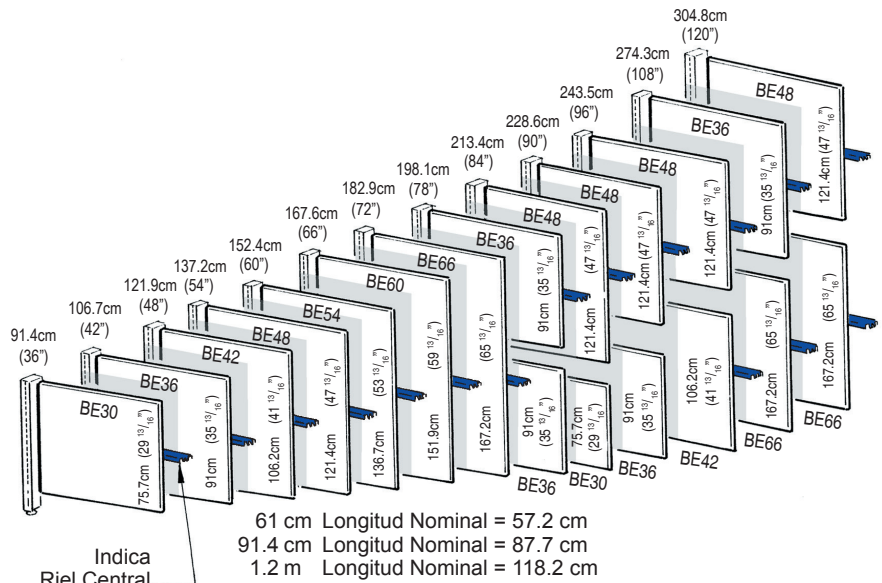 304.8cm
(120”)
274.3cm
(108”)
243.5cm
(96”)
228.6cm
(90”)
213.4cm
(84”)
198.1cm
(78”)
182.9cm
(72”)
167.6cm
(66”)
152.4cm
(60”)
137.2cm
(54”)
121.9cm
(48”)
106.7cm
(42”)
91.4cm
(36”)
BE48
BE36
BE48
BE48
BE48
BE36
BE66
BE60
BE54
BE48
BE42
BE36
BE30
121.4cm (47 13/16”)
91cm (35 13/16”)
121.4cm (47 13/16”)
121.4cm (47 13/16”)
121.4cm (47 13/16”)
91cm (35 13/16”)
167.2cm (65 13/16”)
151.9cm (59 13/16”)
136.7cm (53 13/16”)
121.4cm (47 13/16”)
106.2cm (41 13/16”)
91cm (35 13/16”)
75.7cm (29 13/16”)
91cm
(35 13/16”)
75.7cm
(29 13/16”)
91cm
(35 13/16”)
106.2cm
(41 13/16”)
167.2cm (65 13/16”)
167.2cm (65 13/16”)
BE36
BE30
BE36
BE42
BE66
BE66
61 cm Longitud Nominal = 57.2 cm
91.4 cm Longitud Nominal = 87.7 cm
1.2 m Longitud Nominal = 118.2 cm
Indica
Riel Central